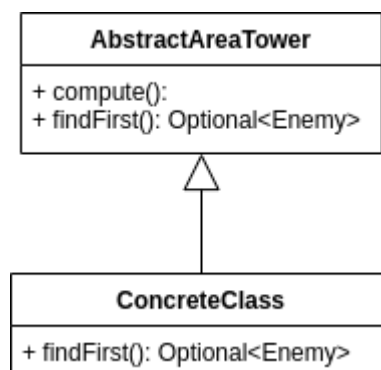 AbstractAreaTower
+ compute():
+ findFirst(): Optional<Enemy>
ConcreteClass
+ findFirst(): Optional<Enemy>